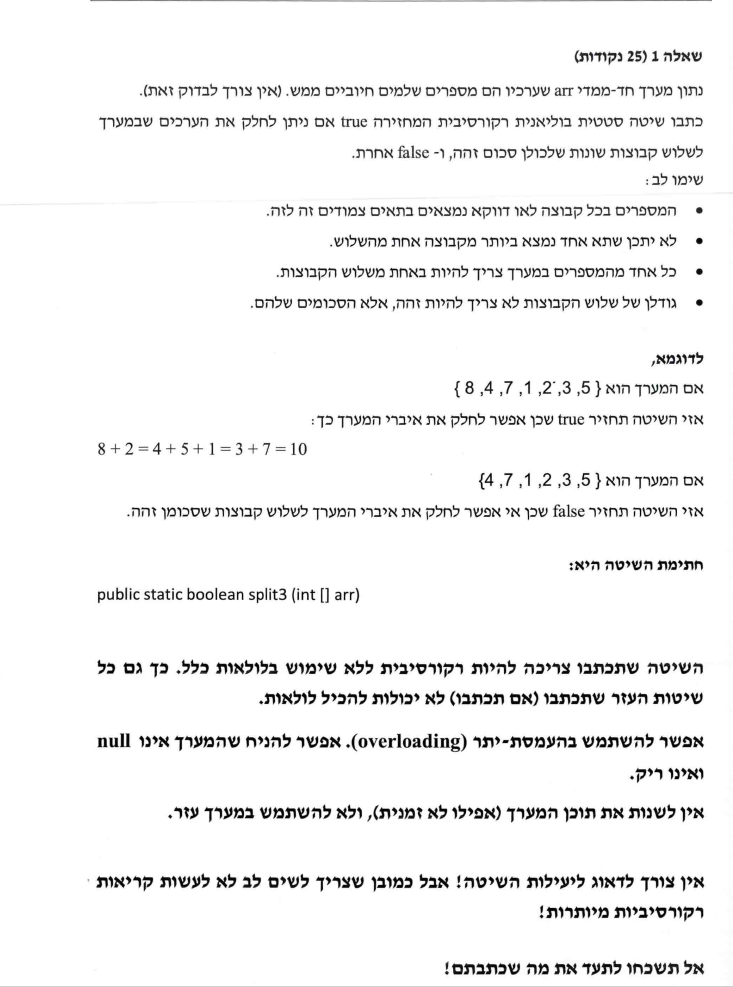 שאלה 1 (25 נקודות)
נתון מערך חד-ממדי arr שערכיו הם מספרים שלמים חיוביים ממש. (אין צורך לבדוק זאת).
כתבו שיטה סטטית בוליאנית רקורסיבית המחזירה true אם ניתן לחלק את הערכים שבמערך
לשלוש קבוצות שונות שלכולן סכום זהה, ו- false אחרת.
שימו לב:
• המספרים בכל קבוצה לאו דווקא נמצאים בתאים צמודים זה לזה.
• לא יתכן שתא אחד נמצא ביותר מקבוצה אחת מהשלוש.
• כל אחד מהמספרים במערך צריך להיות באחת משלוש הקבוצות.
• גודלן של שלוש הקבוצות לא צריך להיות זהה, אלא הסכומים שלהם.
לדוגמא,
אם המערך הוא { 5, 3, 2, 1, 7, 4, 8 }
אזי השיטה תחזיר true שכן אפשר לחלק את איברי המערך כך:
8 + 2 = 4 + 5 + 1 = 3 + 7 = 10
אם המערך הוא { 5, 3, 2, 1, 7, 4}
אזי השיטה תחזיר false שכן אי אפשר לחלק את איברי המערך לשלוש קבוצות שסכומן זהה.
חתימת השיטה היא:
public static boolean split3 (int [] arr)
השיטה שתכתבו צריכה להיות רקורסיבית ללא שימוש בלולאות כלל. כך גם כל
שיטות העזר שתכתבו (אם תכתבו) לא יכולות להכיל לולאות.
אפשר להשתמש בהעמסת-יתר (overloading). אפשר להניח שהמערך אינו null
ואינו ריק.
אין לשנות את תוכן המערך (אפילו לא זמנית), ולא להשתמש במערך עזר.
אין צורך לדאוג ליעילות השיטה! אבל כמובן שצריך לשים לב לא לעשות קריאות
רקורסיביות מיותרות!
אל תשכחו לתעד את מה שכתבתם!